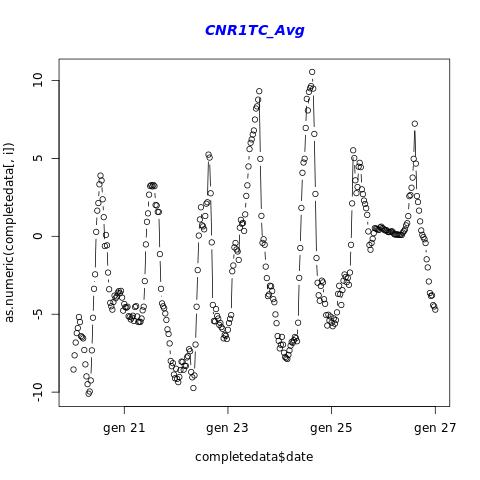 CNR1TC_Avg
as.numeric(completedata[, i])
10
5
0
-5
-10
gen 21
gen 23
gen 25
gen 27
completedata$date